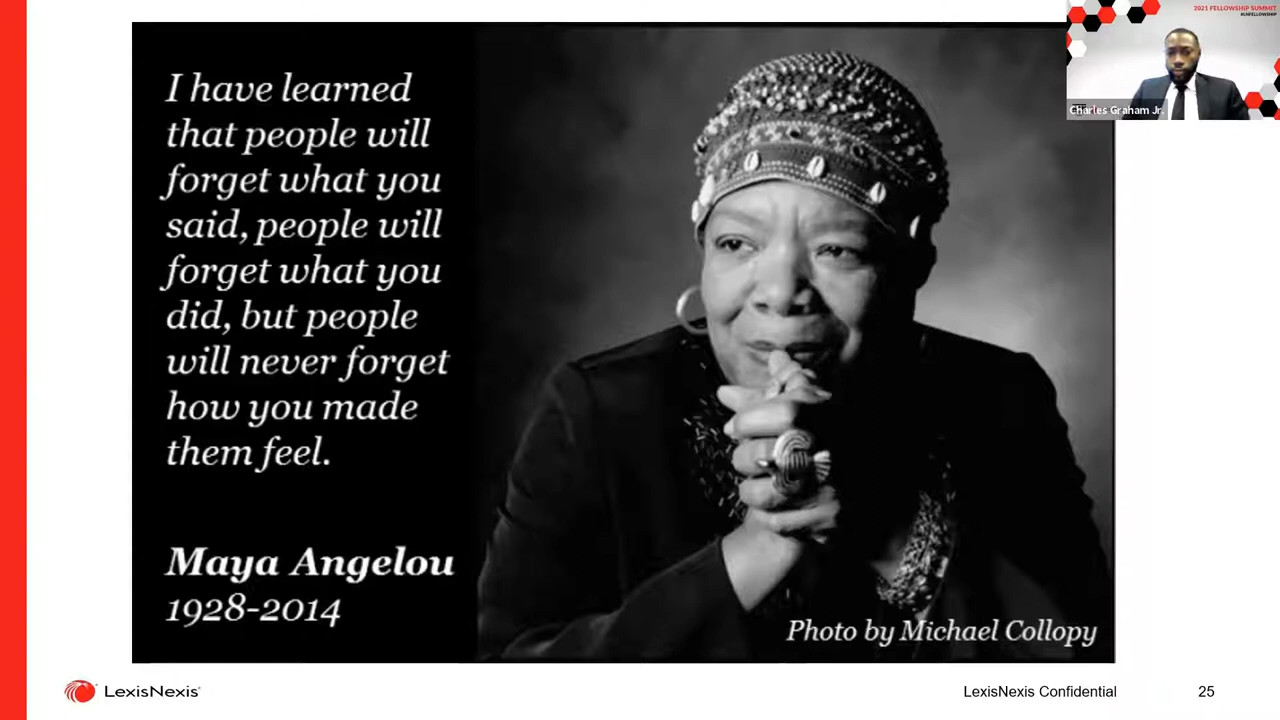 2021 FELLOWSHIP SUMMIT
#LNFELLOWSHIP
Charles Graham Jr.
I have learned
that people will
forget what you
said, people will
forget what you
did, but people
will never forget
how you made
them feel.
Maya Angelou
1928-2014
Photo by Michael Collopy
LexisNexis®
LexisNexis Confidential
25